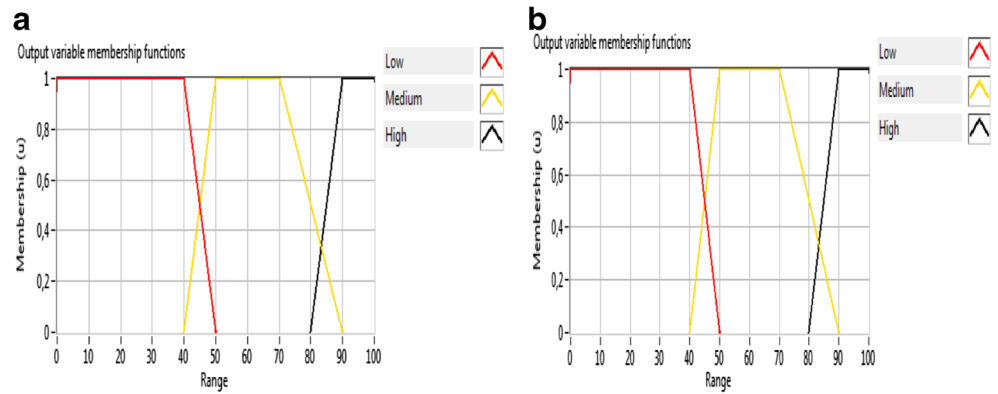 a
Output variable membership functions
Low
Medium
High
Membership (u)
1
0,8
0,6
0,4
0,2
0
0 10 20 30 40 50 60 70 80 90 100
Range
b
Output variable membership functions
Low
Medium
High
Membership (u)
1
0,8
0,6
0,4
0,2
0
0 10 20 30 40 50 60 70 80 90 100
Range